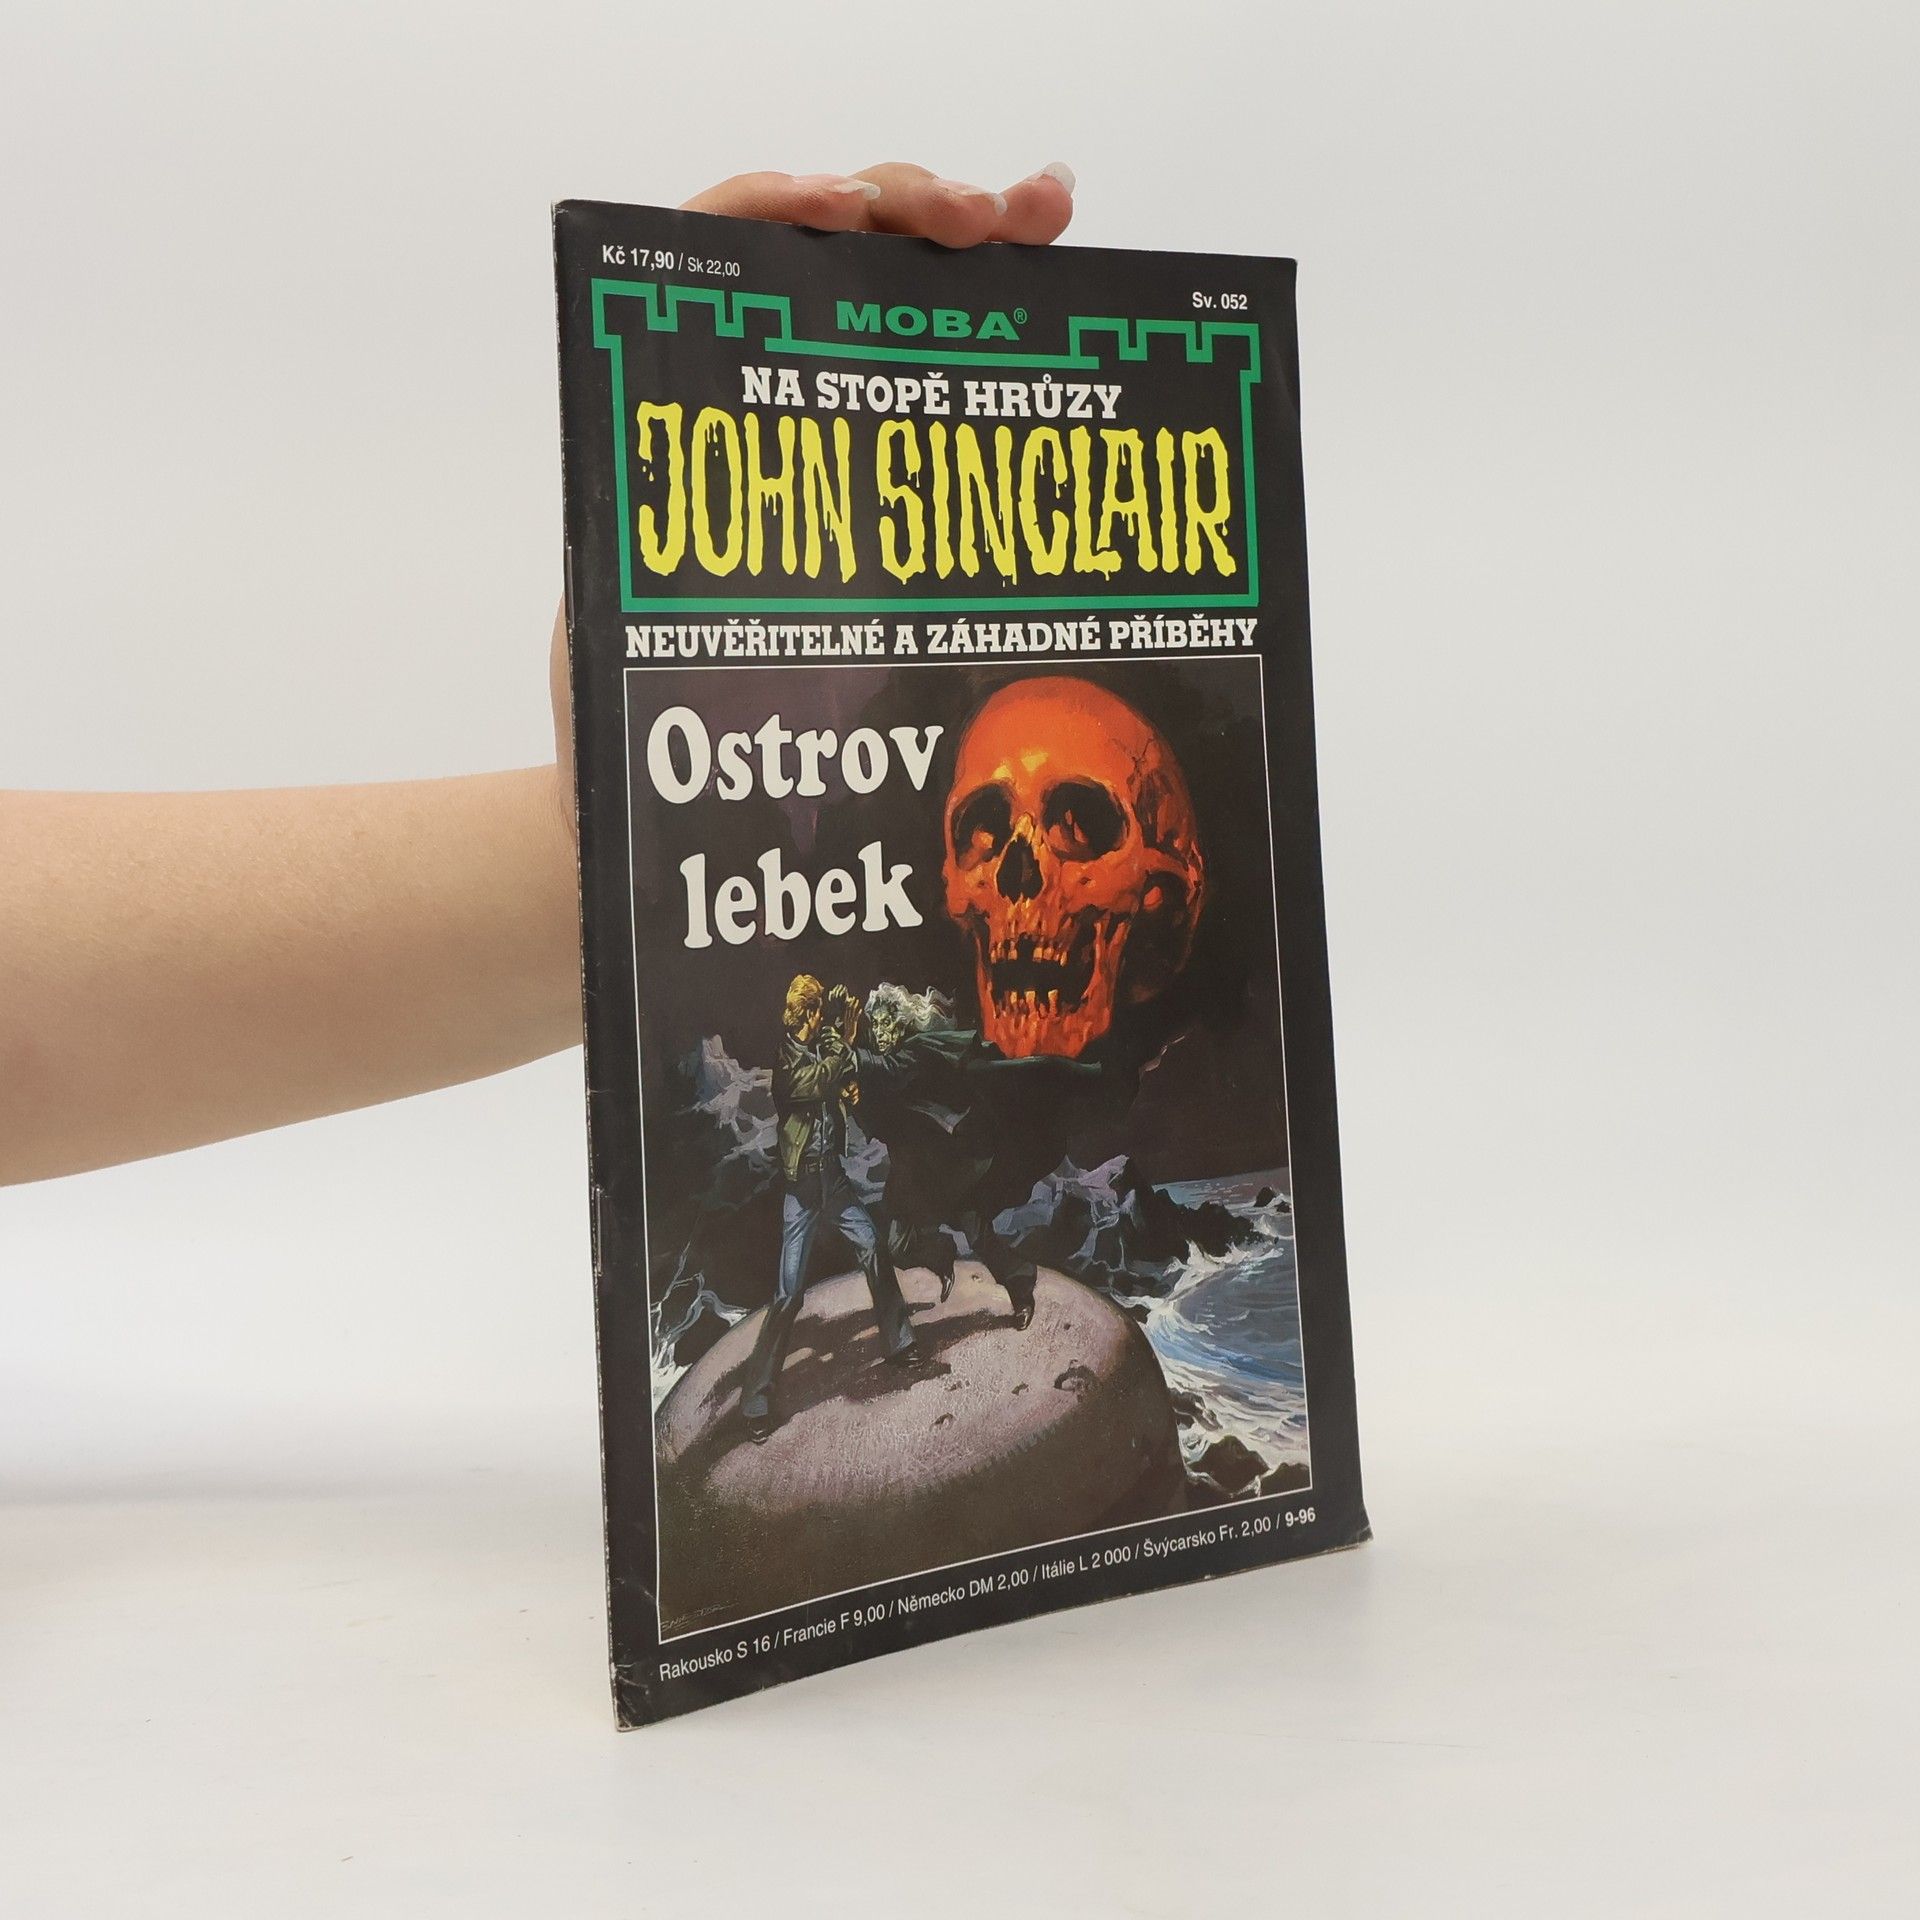 Kč 17,90 / Sk 22,00
Sv. 052
MOBA®
NA STOPĚ HRŮZY
JOHN SINCLAIR
NEUVĚŘITELNÉ A ZÁHADNÉ PŘÍBĚHY
Ostrov
lebek
Rakousko S 16 / Francie F 9,00 / Německo DM 2,00 / Itálie L 2 000 / Švýcarsko Fr. 2,00 / 9-96